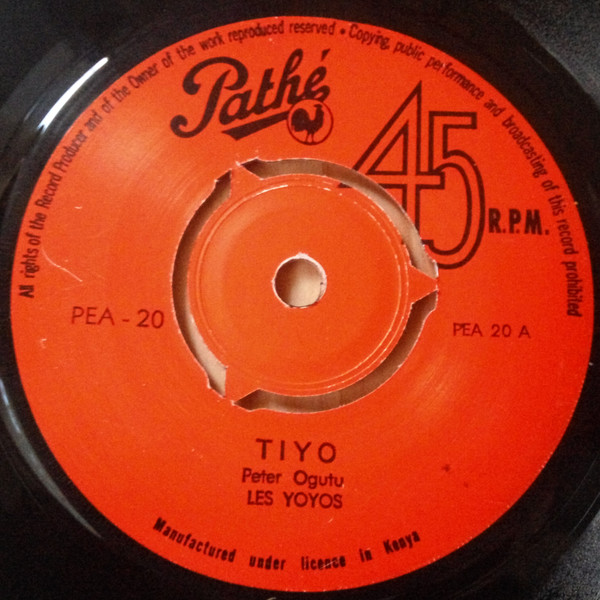 All rights of the Record Producer and of the Owner of the work reproduced reserved • Copying, public performance and broadcasting of this record prohibited
Pathé
45
R.P.M.
PEA - 20
PEA 20 A
TIYO
Peter Ogutu
LES YOYOS
Manufactured under licence in Kenya